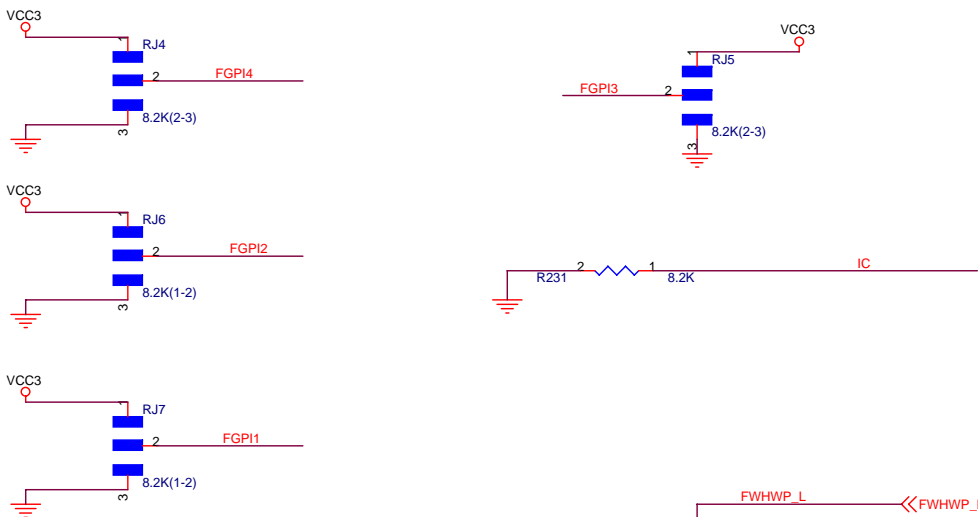 VCC3
1
RJ4
2
FGPI4
8.2K(2-3)
3
VCC3
1
RJ5
FGPI3
2
8.2K(2-3)
3
VCC3
1
RJ6
2
FGPI2
8.2K(1-2)
3
2
1
IC
R231
8.2K
VCC3
1
RJ7
2
FGPI1
8.2K(1-2)
3
FWHWP_L